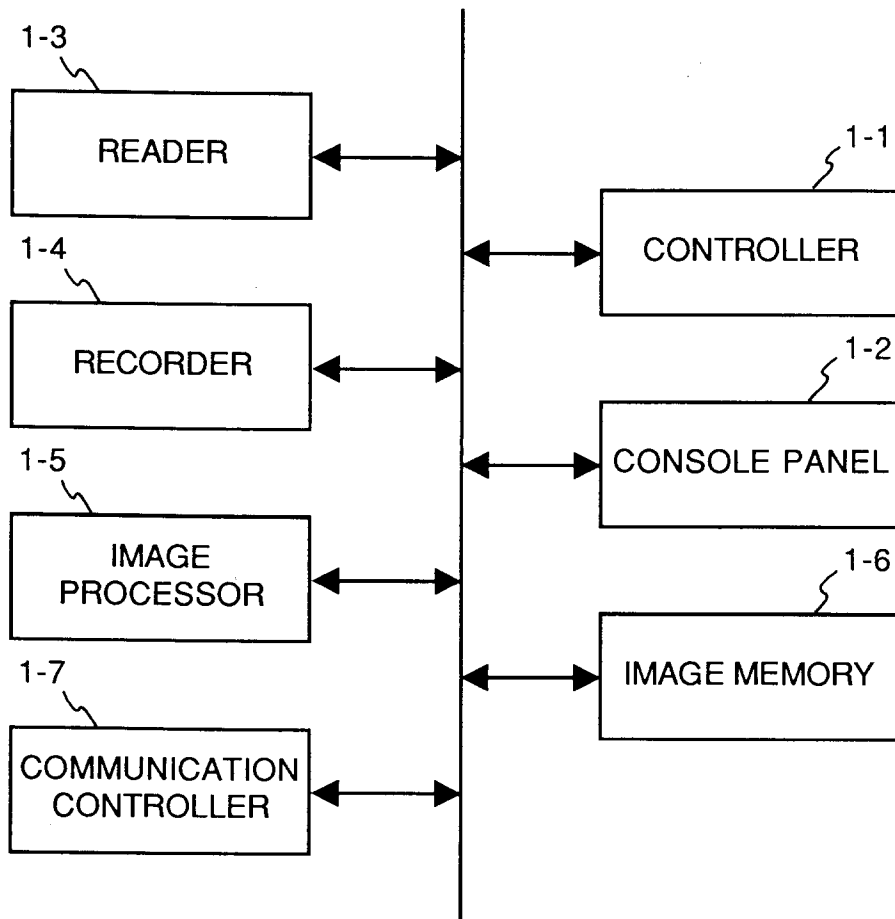 1-3
READER
1-4
RECORDER
1-5
IMAGE
PROCESSOR
1-7
COMMUNICATION
CONTROLLER
1-1
CONTROLLER
1-2
CONSOLE PANEL
1-6
IMAGE MEMORY